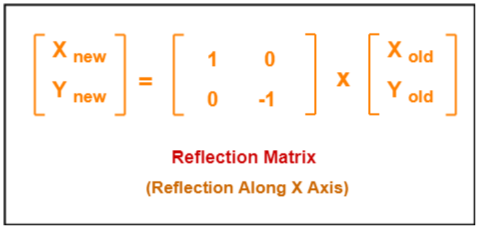 X new 1 0 X old
= x
Y new 0 -1 Y old
Reflection Matrix
(Reflection Along X Axis)